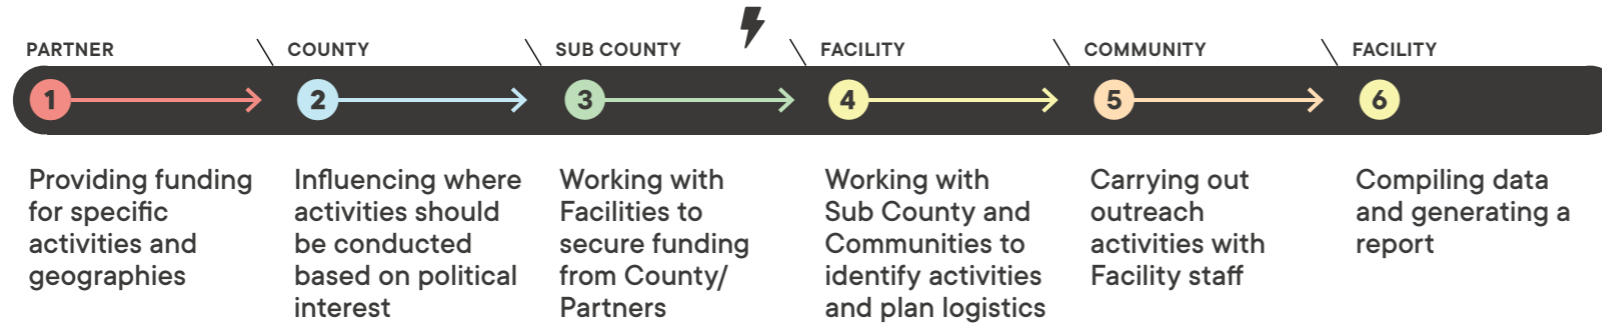 PARTNER
COUNTY
SUB COUNTY
FACILITY
COMMUNITY
FACILITY
1
2
3
4
5
6
Providing funding
for specific
activities and
geographies
Influencing where
activities should
be conducted
based on political
interest
Working with
Facilities to
secure funding
from County/
Partners
Working with
Sub County and
Communities to
identify activities
and plan logistics
Carrying out
outreach
activities with
Facility staff
Compiling data
and generating a
report